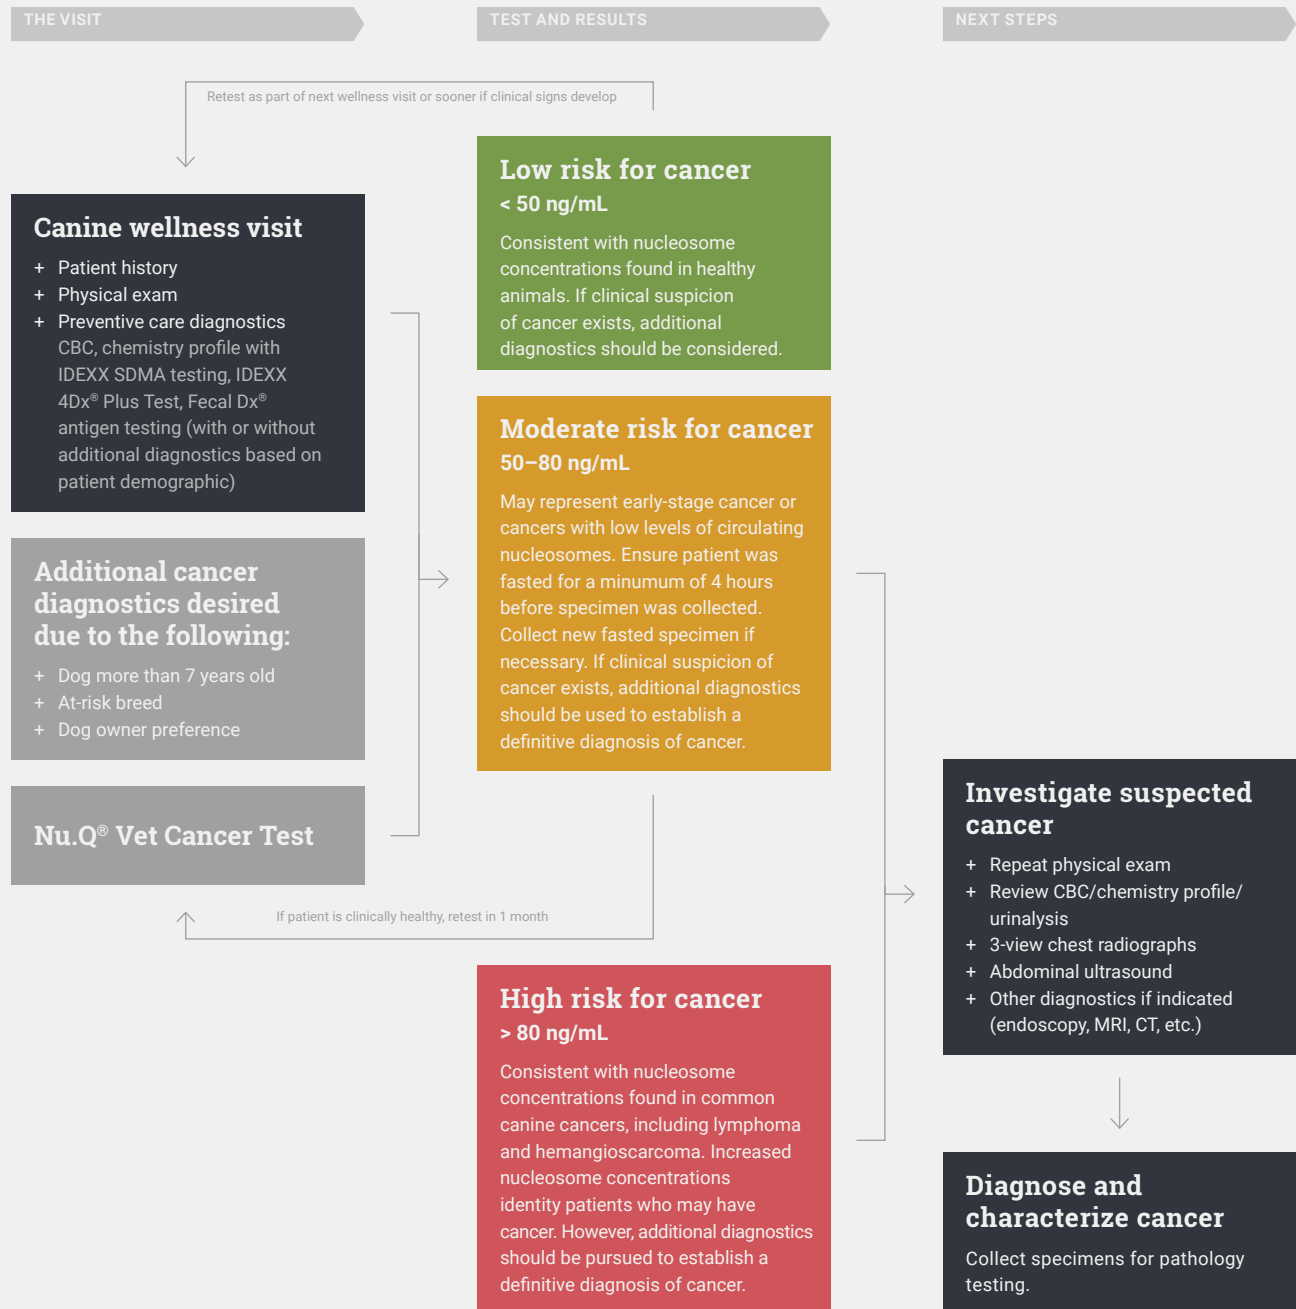 THE VISIT
TEST AND RESULTS
NEXT STEPS
Retest as part of next wellness visit or sooner if clinical signs develop
Canine wellness visit
+ Patient history
+ Physical exam
+ Preventive care diagnostics
CBC, chemistry profile with
IDEXX SDMA testing, IDEXX
4Dx® Plus Test, Fecal Dx®
antigen testing (with or without
additional diagnostics based on
patient demographic)
Additional cancer
diagnostics desired
due to the following:
+ Dog more than 7 years old
+ At-risk breed
+ Dog owner preference
Nu.Q® Vet Cancer Test
If patient is clinically healthy, retest in 1 month
Low risk for cancer
< 50 ng/mL
Consistent with nucleosome
concentrations found in healthy
animals. If clinical suspicion
of cancer exists, additional
diagnostics should be considered.
Moderate risk for cancer
50–80 ng/mL
May represent early-stage cancer or
cancers with low levels of circulating
nucleosomes. Ensure patient was
fasted for a minumum of 4 hours
before specimen was collected.
Collect new fasted specimen if
necessary. If clinical suspicion of
cancer exists, additional diagnostics
should be used to establish a
definitive diagnosis of cancer.
High risk for cancer
> 80 ng/mL
Consistent with nucleosome
concentrations found in common
canine cancers, including lymphoma
and hemangioscarcoma. Increased
nucleosome concentrations
identity patients who may have
cancer. However, additional diagnostics
should be pursued to establish a
definitive diagnosis of cancer.
Investigate suspected
cancer
+ Repeat physical exam
+ Review CBC/chemistry profile/
urinalysis
+ 3-view chest radiographs
+ Abdominal ultrasound
+ Other diagnostics if indicated
(endoscopy, MRI, CT, etc.)
Diagnose and
characterize cancer
Collect specimens for pathology
testing.